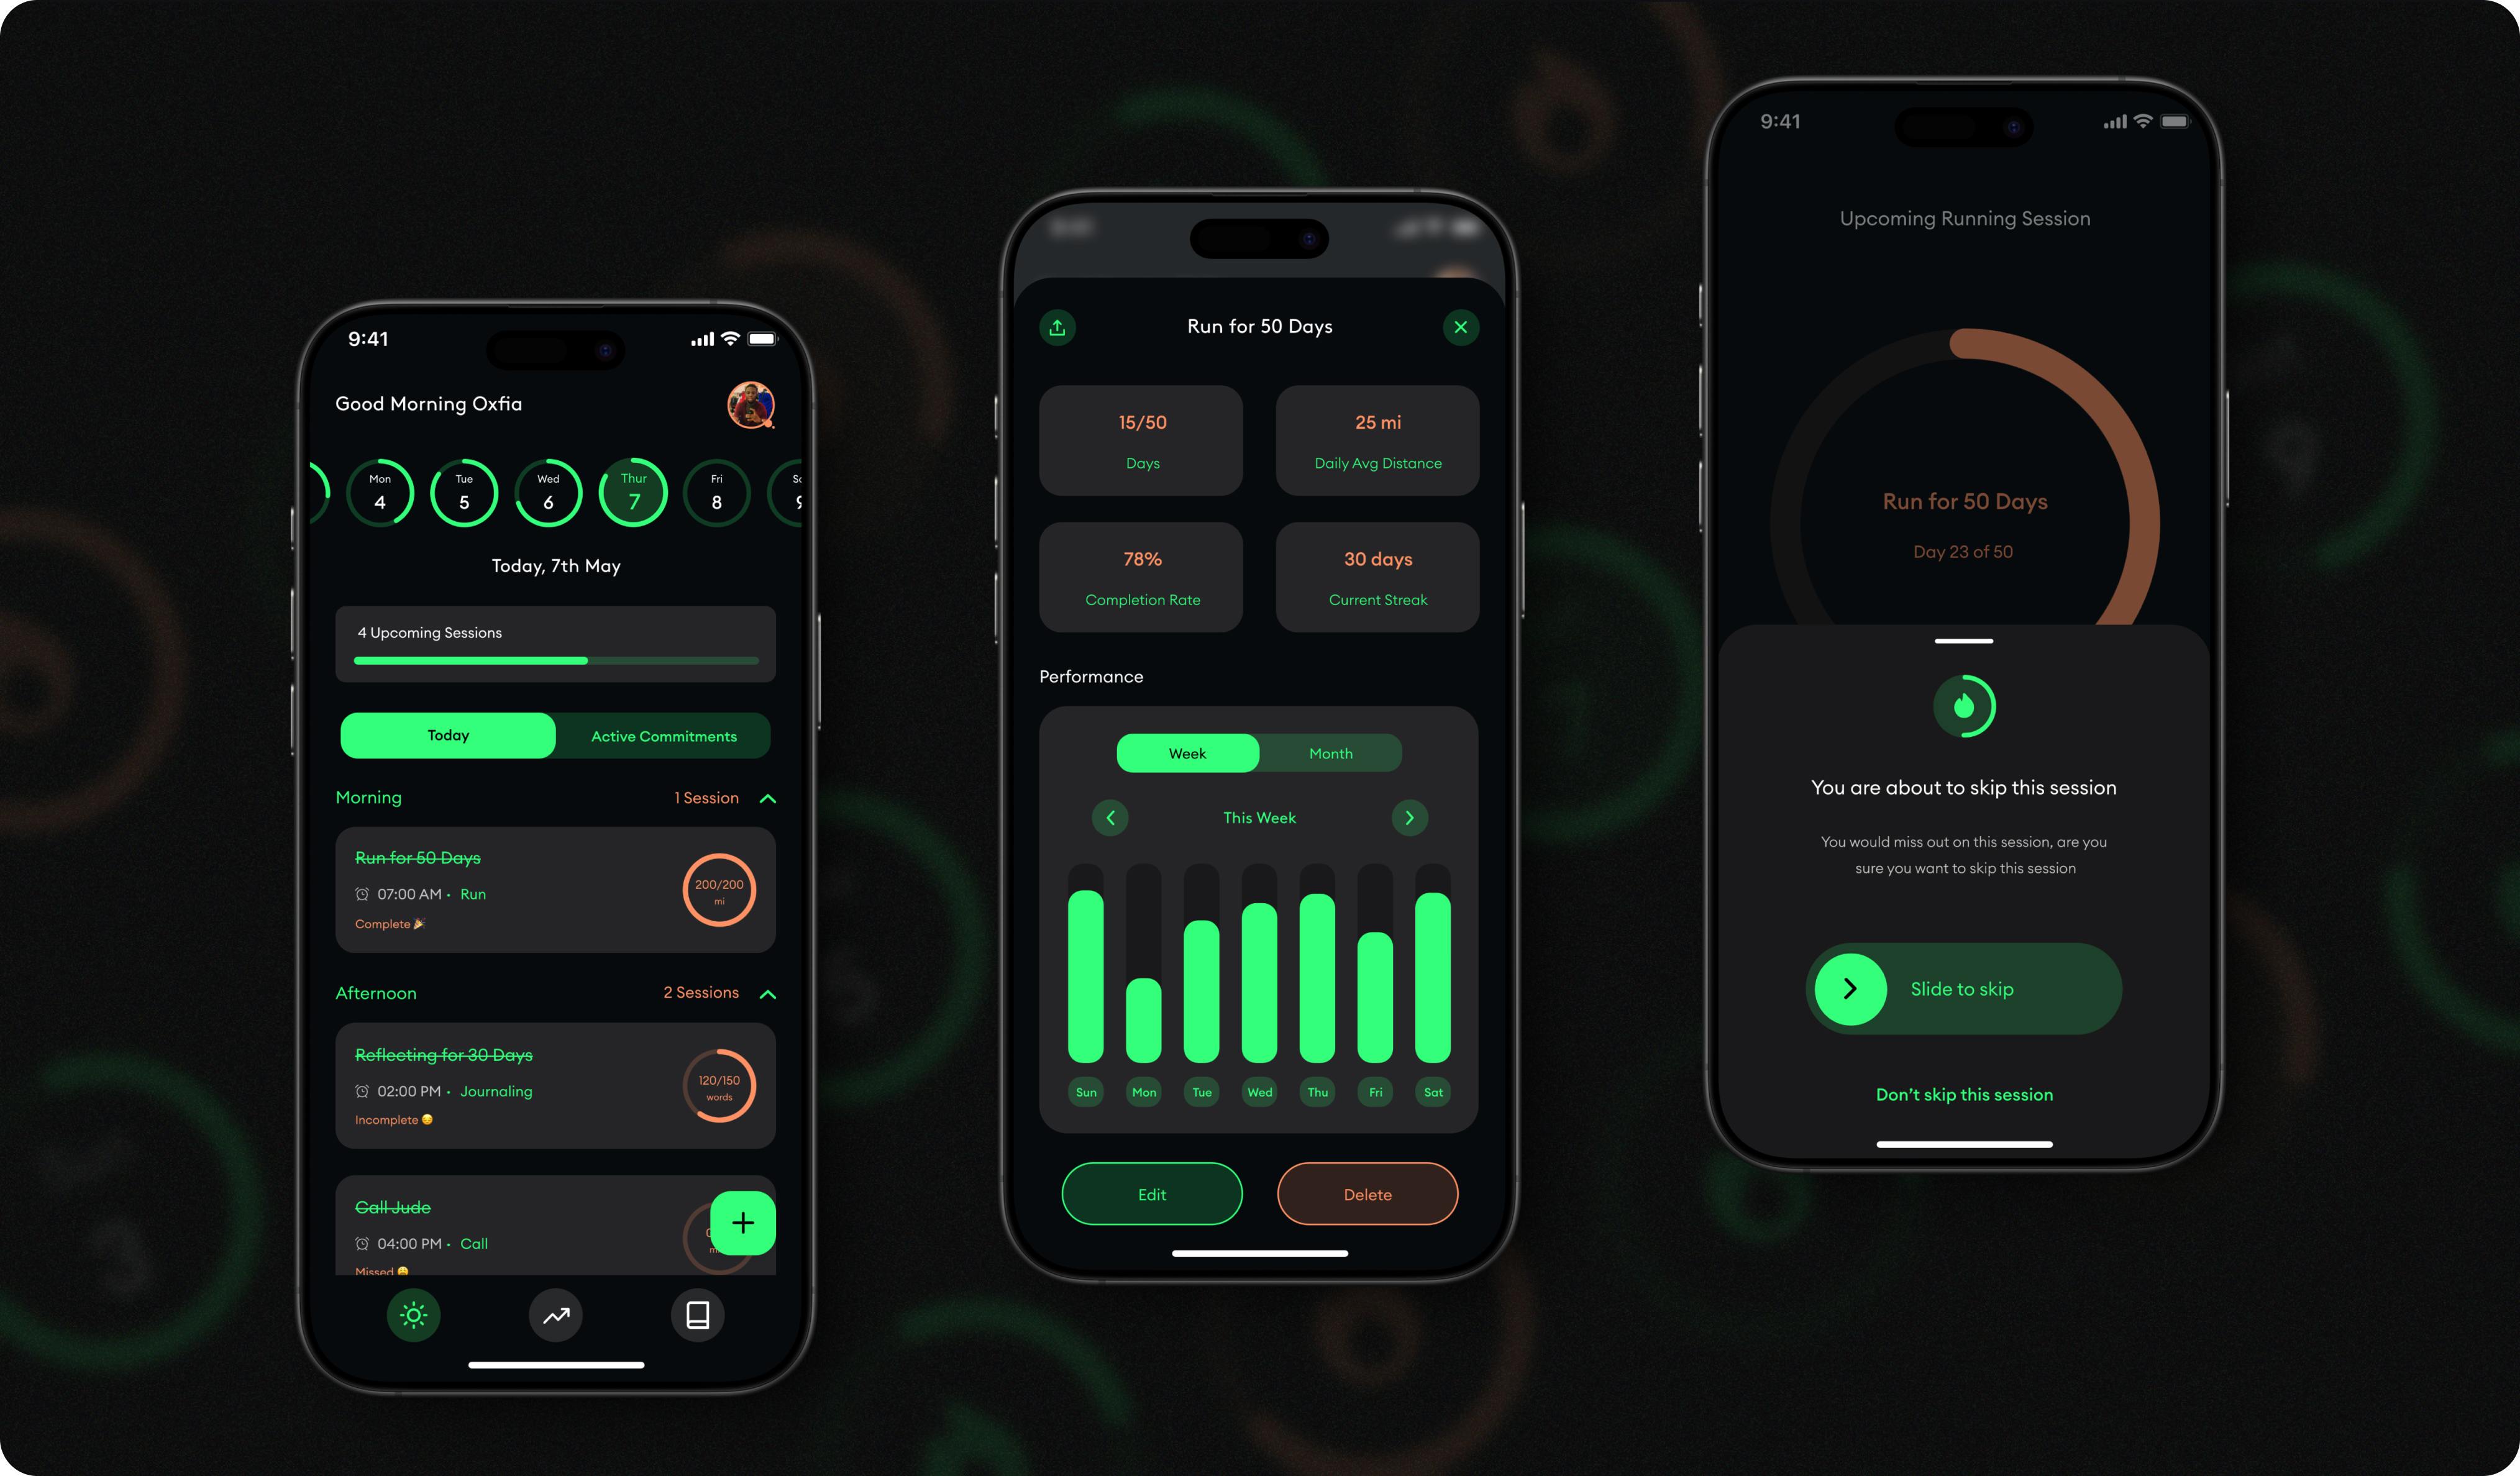 9:41
Good Morning Oxfia
Mon
4
Tue
5
Wed
6
Thur
7
Fri
8
9
Today, 7th May
4 Upcoming Sessions
Today
Active Commitments
Morning
1 Session
Run for 50 Days
07:00 AM • Run
Complete 🎉
200/200
mi
Afternoon
2 Sessions
Reflecting for 30 Days
02:00 PM • Journaling
Incomplete 😔
120/150
words
Call Jude
04:00 PM • Call
Missed 😩
Run for 50 Days
15/50
Days
25 mi
Daily Avg Distance
78%
Completion Rate
30 days
Current Streak
Performance
Week
Month
This Week
Sun
Mon
Tue
Wed
Thu
Fri
Sat
Edit
Delete
9:41
Upcoming Running Session
Run for 50 Days
Day 23 of 50
You are about to skip this session
You would miss out on this session, are you
sure you want to skip this session
Slide to skip
Don’t skip this session